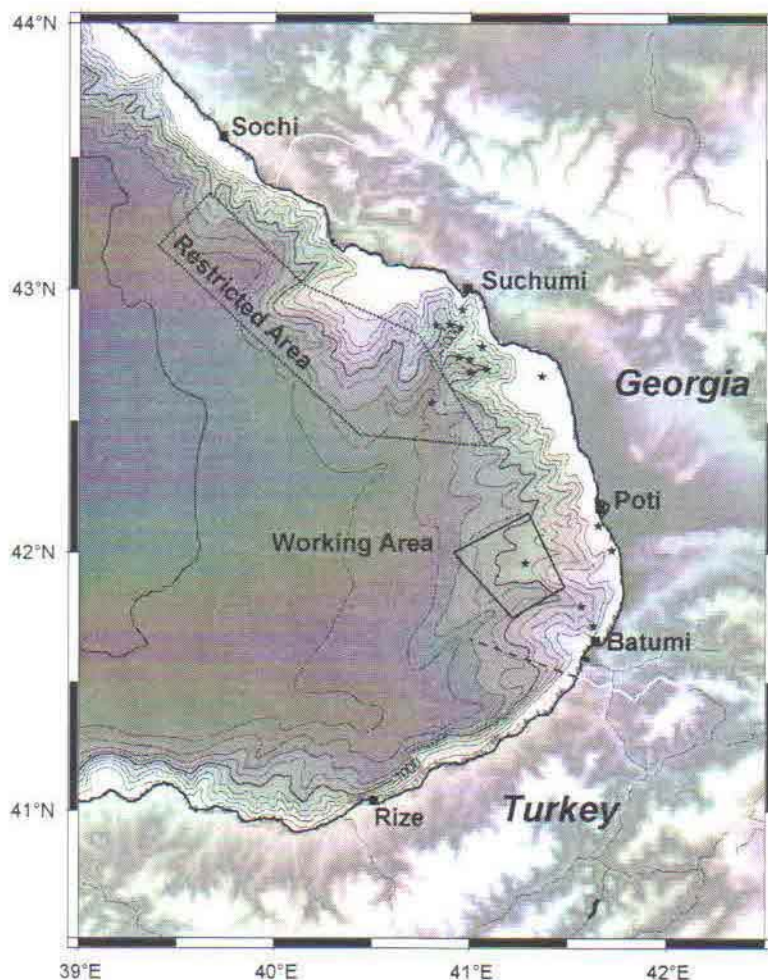 44°N
Sochi
43°N
Suchumi
Restricted Area
Georgia
Poti
42°N
Working Area
Batumi
1000
41°N
Rize
Turkey
39°E
40°E
41°E
42°E